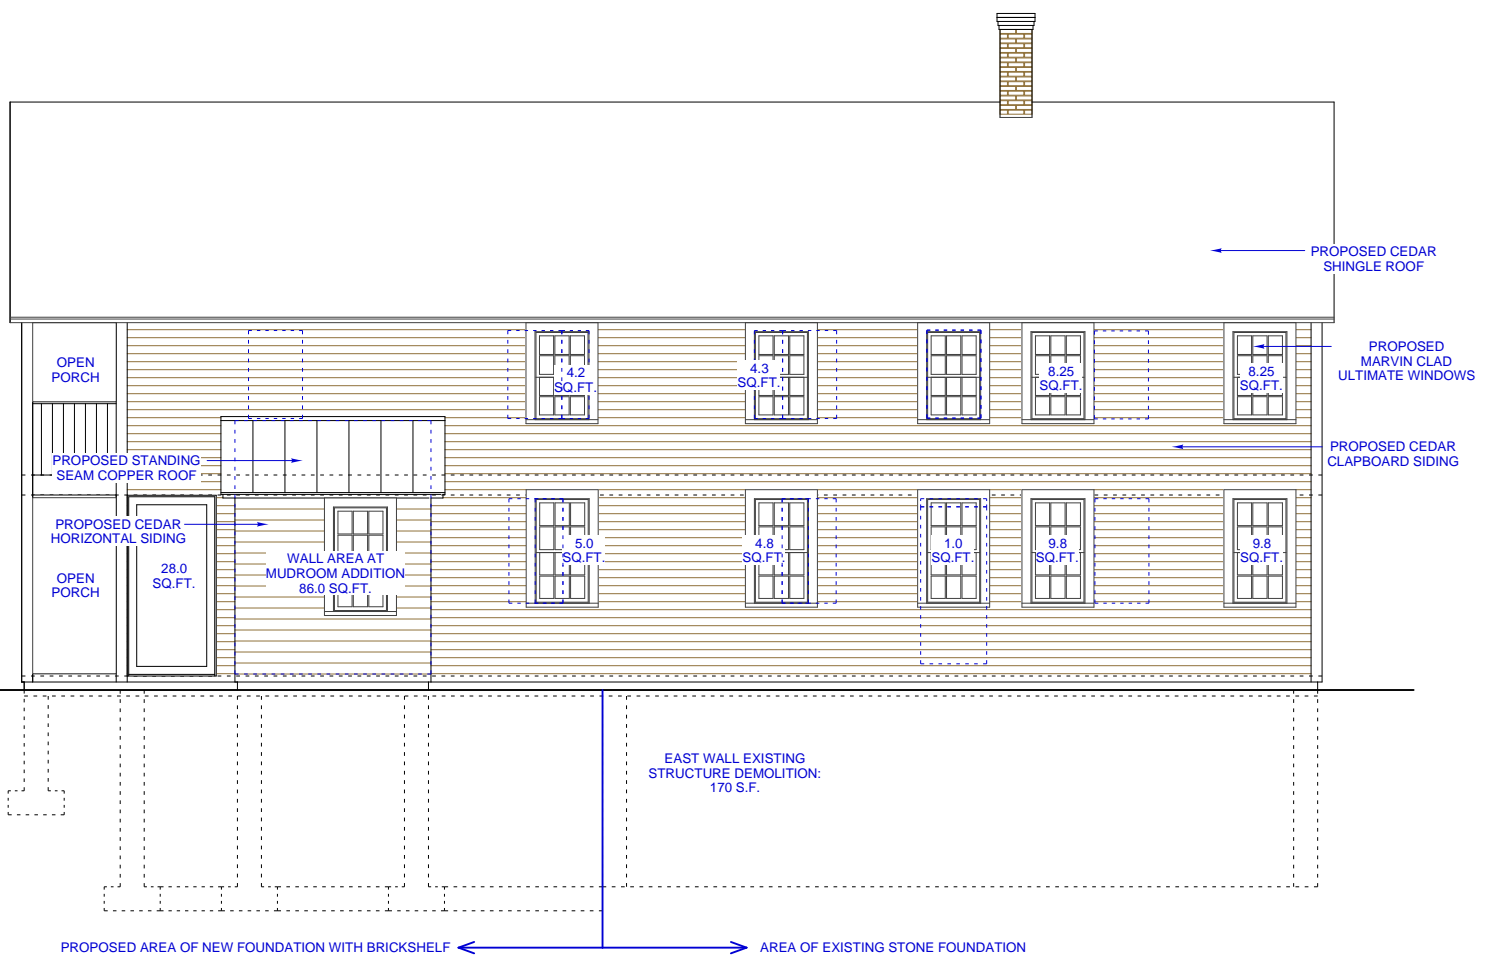 PROPOSED CEDAR
SHINGLE ROOF
OPEN
PORCH
4.2
SQ.FT.
4.3
SQ.FT.
8.25
SQ.FT.
8.25
SQ.FT.
PROPOSED
MARVIN CLAD
ULTIMATE WINDOWS
PROPOSED STANDING
SEAM COPPER ROOF
PROPOSED CEDAR
CLAPBOARD SIDING
PROPOSED CEDAR
HORIZONTAL SIDING
OPEN
PORCH
28.0
SQ.FT.
WALL AREA AT
MUDROOM ADDITION
86.0 SQ.FT.
5.0
SQ.FT.
4.8
SQ.FT.
1.0
SQ.FT.
9.8
SQ.FT.
9.8
SQ.FT.
EAST WALL EXISTING
STRUCTURE DEMOLITION:
170 S.F.
PROPOSED AREA OF NEW FOUNDATION WITH BRICKSHELF
AREA OF EXISTING STONE FOUNDATION